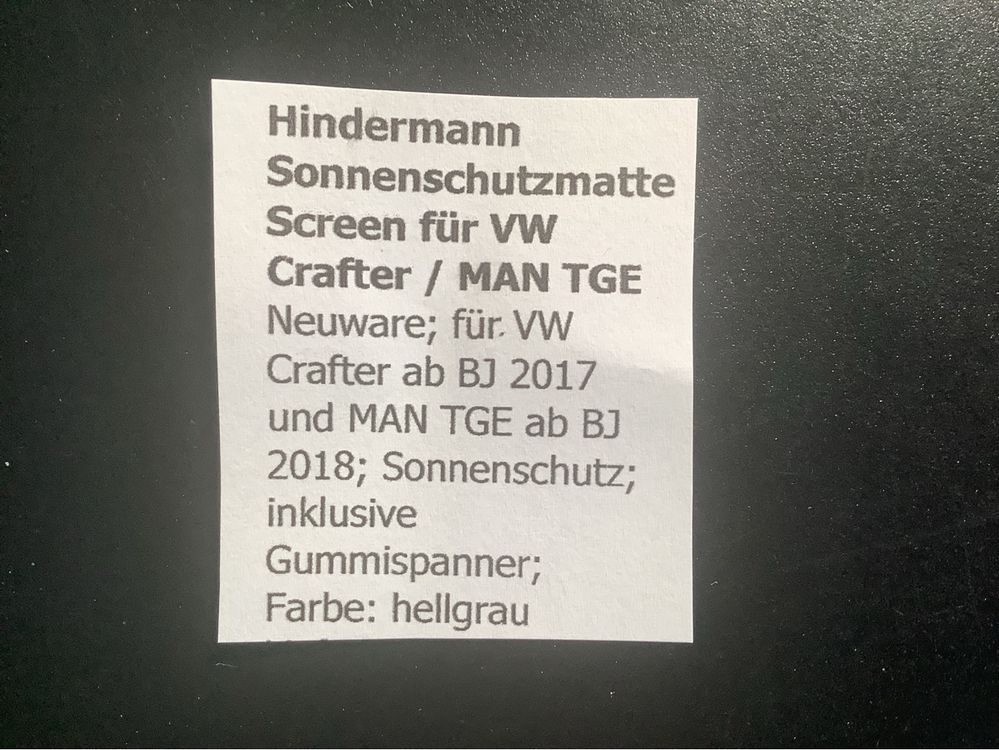 Hindermann
Sonnenschutzmatte
Screen für VW
Crafter / MAN TGE
Neuware; für VW
Crafter ab BJ 2017
und MAN TGE ab BJ
2018; Sonnenschutz;
inklusive
Gummispanner;
Farbe: hellgrau